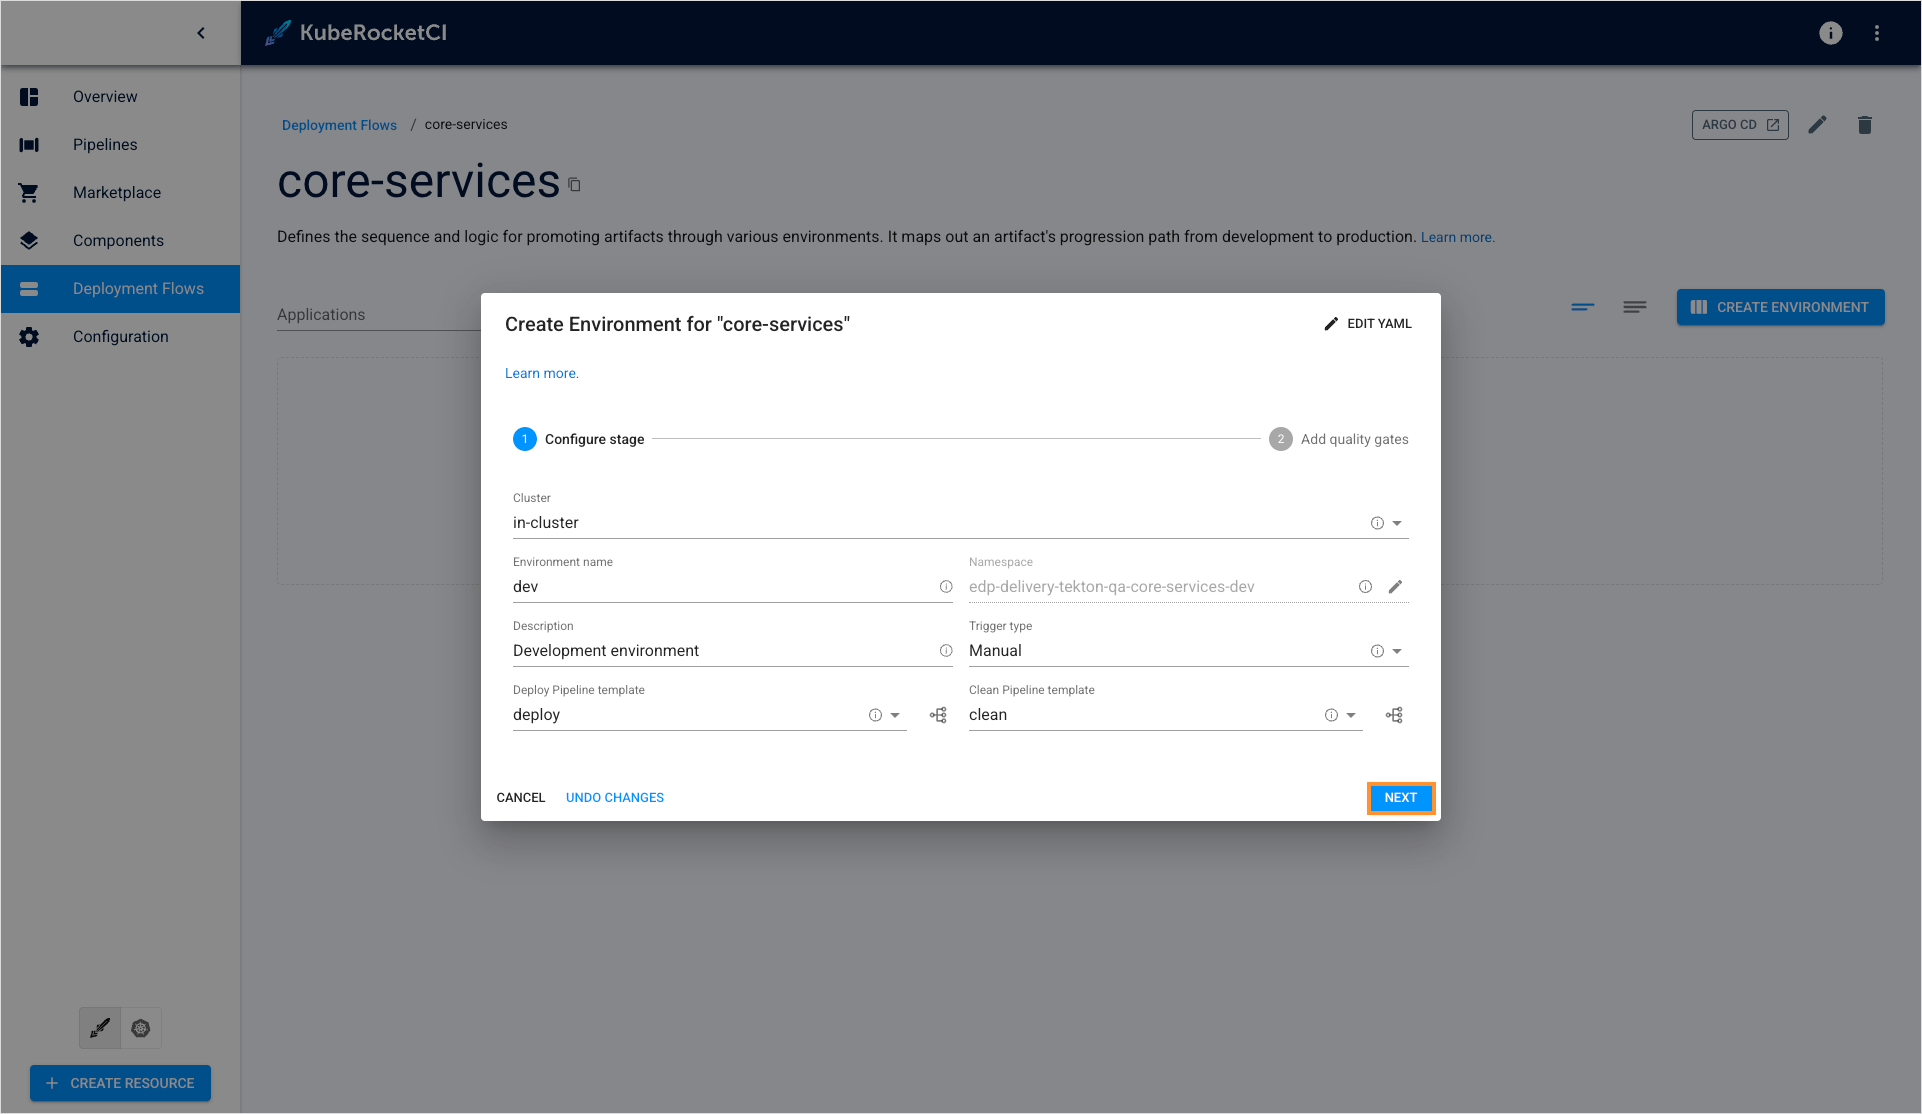 KubeRocketCI
Overview
Pipelines
Marketplace
Components
Deployment Flows
Configuration
CREATE RESOURCE
Deployment Flows / core-services
ARGO CD
core-services
Defines the sequence and logic for promoting artifacts through various environments. It maps out an artifact's progression path from development to production. Learn more.
Applications
CREATE ENVIRONMENT
Create Environment for "core-services"
EDIT YAML
Learn more.
1 Configure stage
2 Add quality gates
Cluster
in-cluster
Environment name
dev
Namespace
edp-delivery-tekton-qa-core-services-dev
Description
Development environment
Trigger type
Manual
Deploy Pipeline template
deploy
Clean Pipeline template
clean
CANCEL
UNDO CHANGES
NEXT